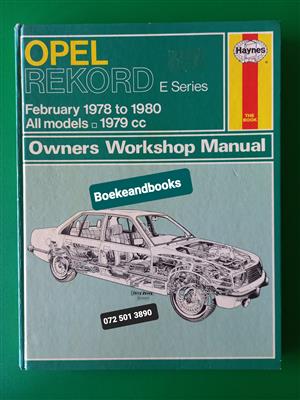 OPEL
REKORD E Series
Haynes
February 1978 to 1980
All models □ 1979 cc
THE BOOK
Owners Workshop Manual
Boekeandbooks
072 501 3890